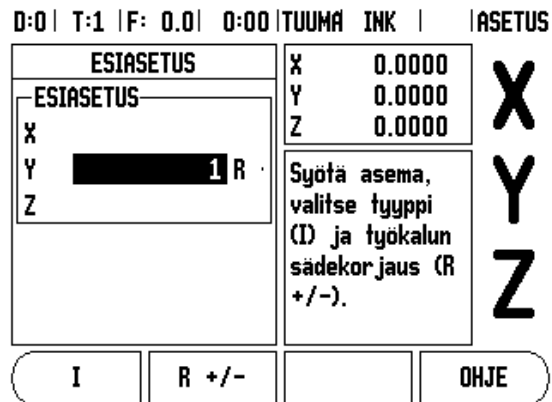 D:0 | T:1 | F: 0.0 | 0:00 | TUUMA INK | | ASETUS
ESIASETUS
ESIASETUS
X
Y 1 R ·
Z
X 0.0000
Y 0.0000
Z 0.0000
Syötä asema,
valitse tyyppi
(I) ja työkalun
sädekorjaus (R
+/-).
X
Y
Z
I
R +/-
OHJE